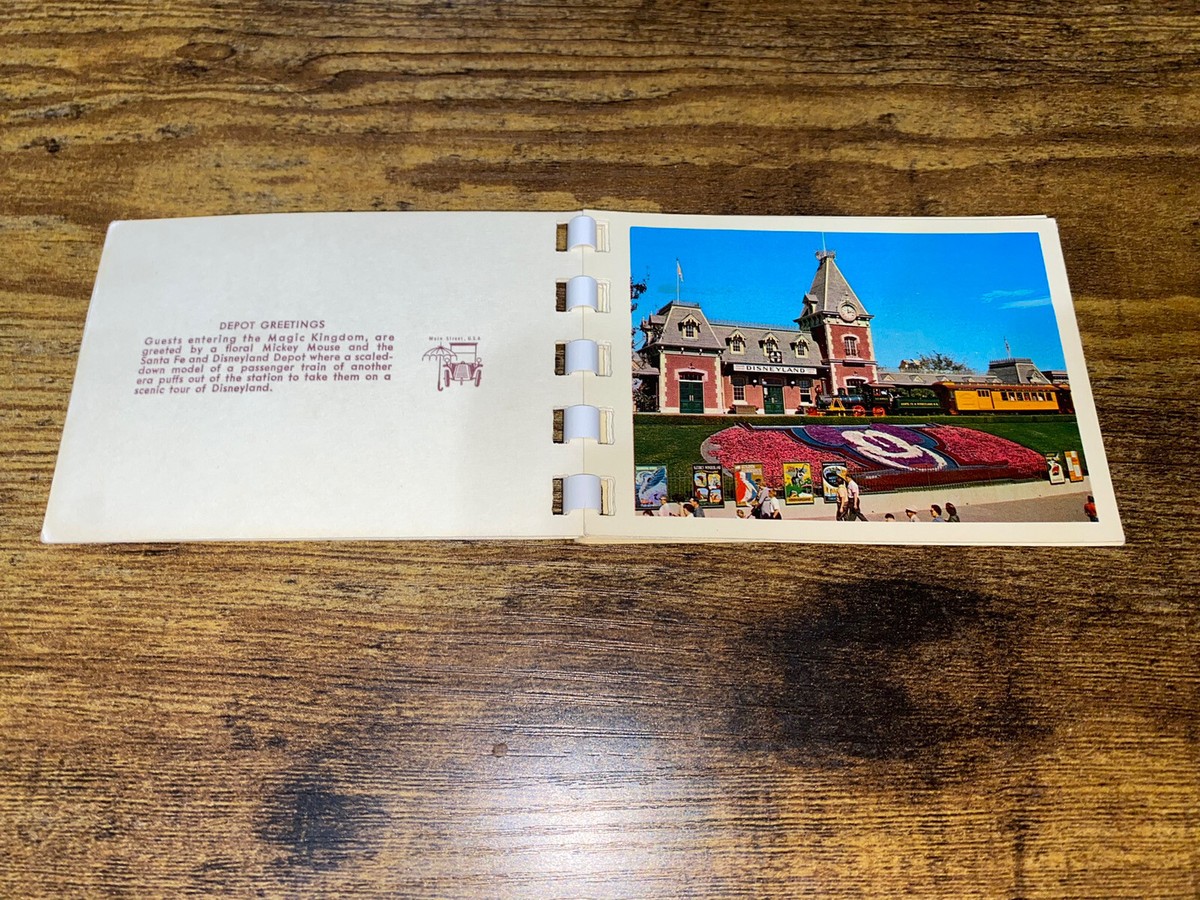 DEPOT GREETINGS
Guests entering the Magic Kingdom, are
greeted by a floral Mickey Mouse and the
Santa Fe and Disneyland Depot where a scaled-
down model of a passenger train of another
era puffs out of the station to take them on a
scenic tour of Disneyland.
Main Street, U.S.A
DISNEYLAND